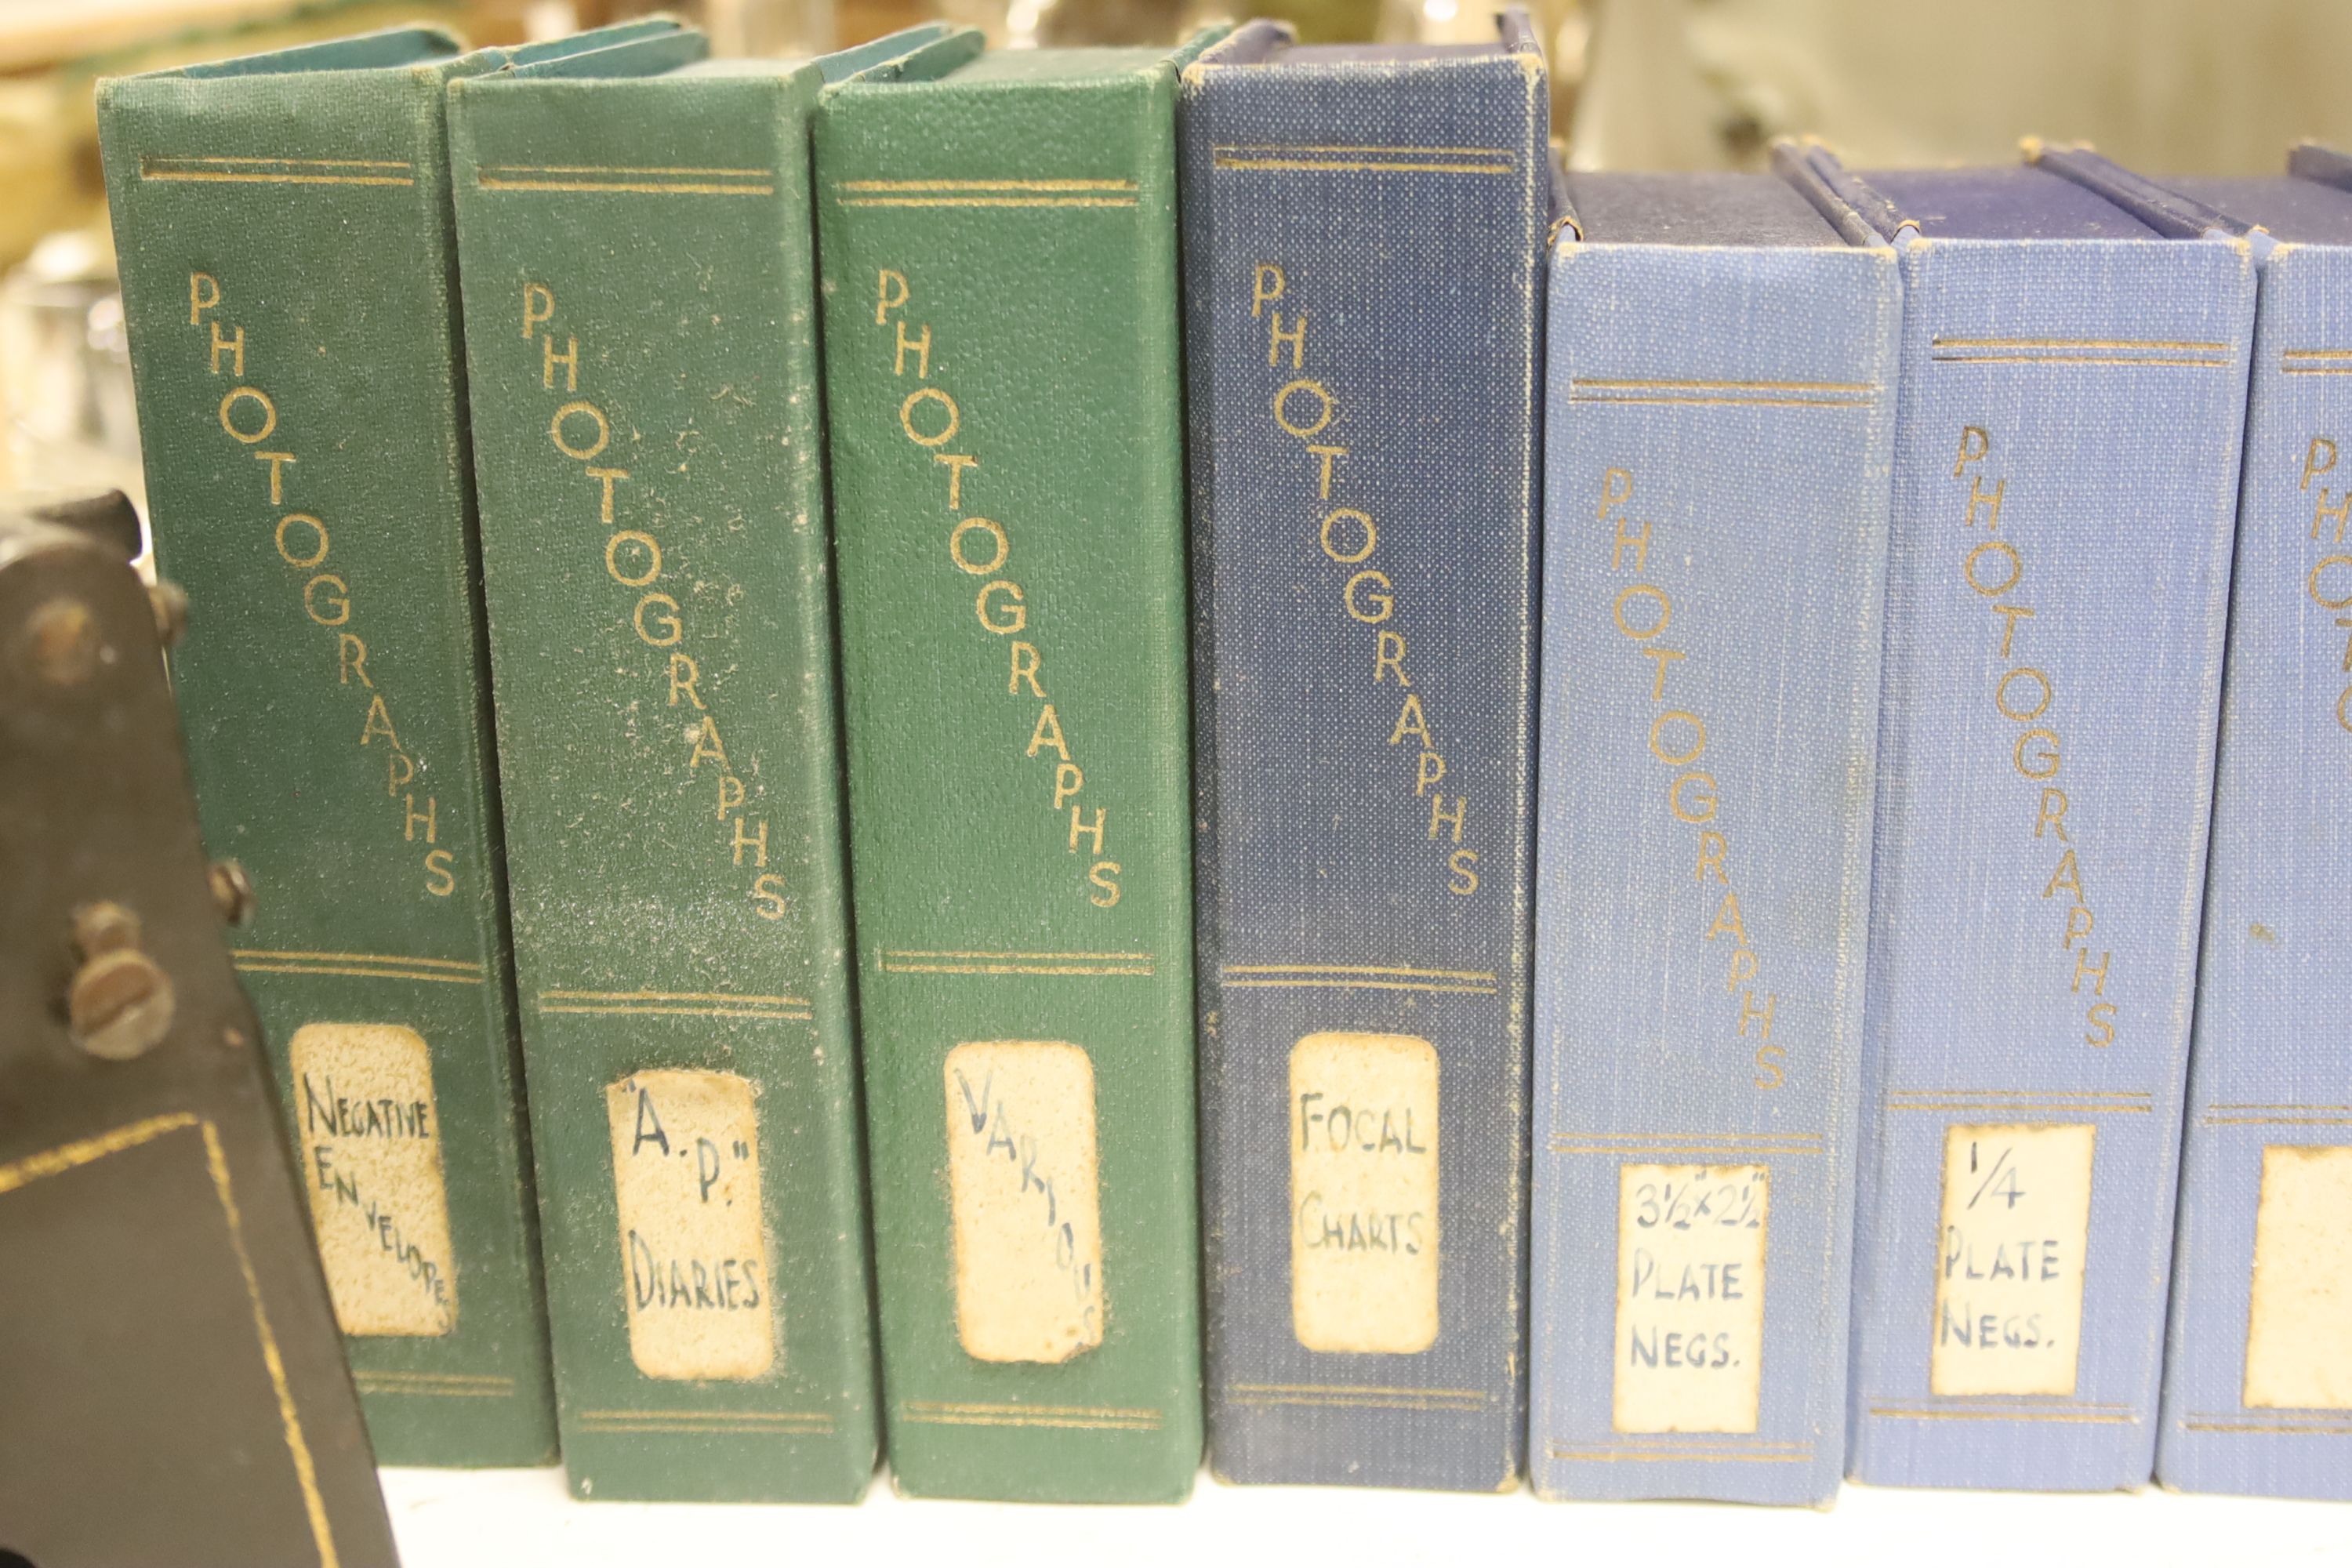 PHOTOGRAPHS
NEGATIVE
ENVELOPES
PHOTOGRAPHS
"A.P."
DIARIES
PHOTOGRAPHS
VARIOUS
PHOTOGRAPHS
FOCAL
CHARTS
PHOTOGRAPHS
3½"x2½"
PLATE
NEGS.
PHOTOGRAPHS
1/4
PLATE
NEGS.
PHOTO